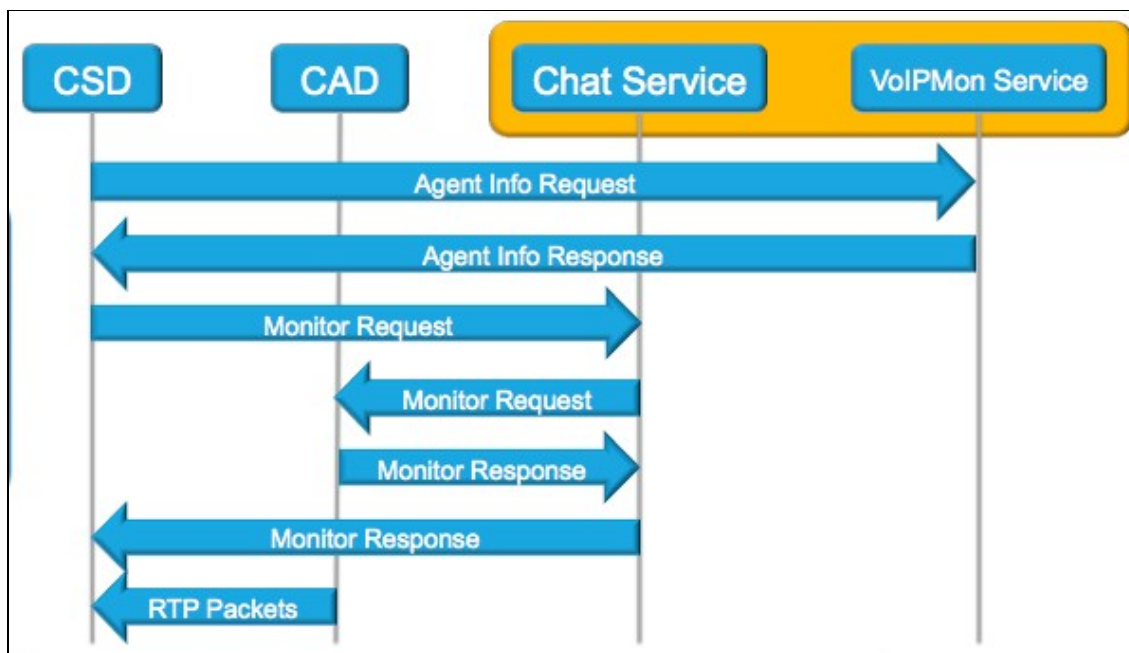 CSD
CAD
Chat Service
VoIPMon Service
Agent Info Request
Agent Info Response
Monitor Request
Monitor Request
Monitor Response
Monitor Response
RTP Packets